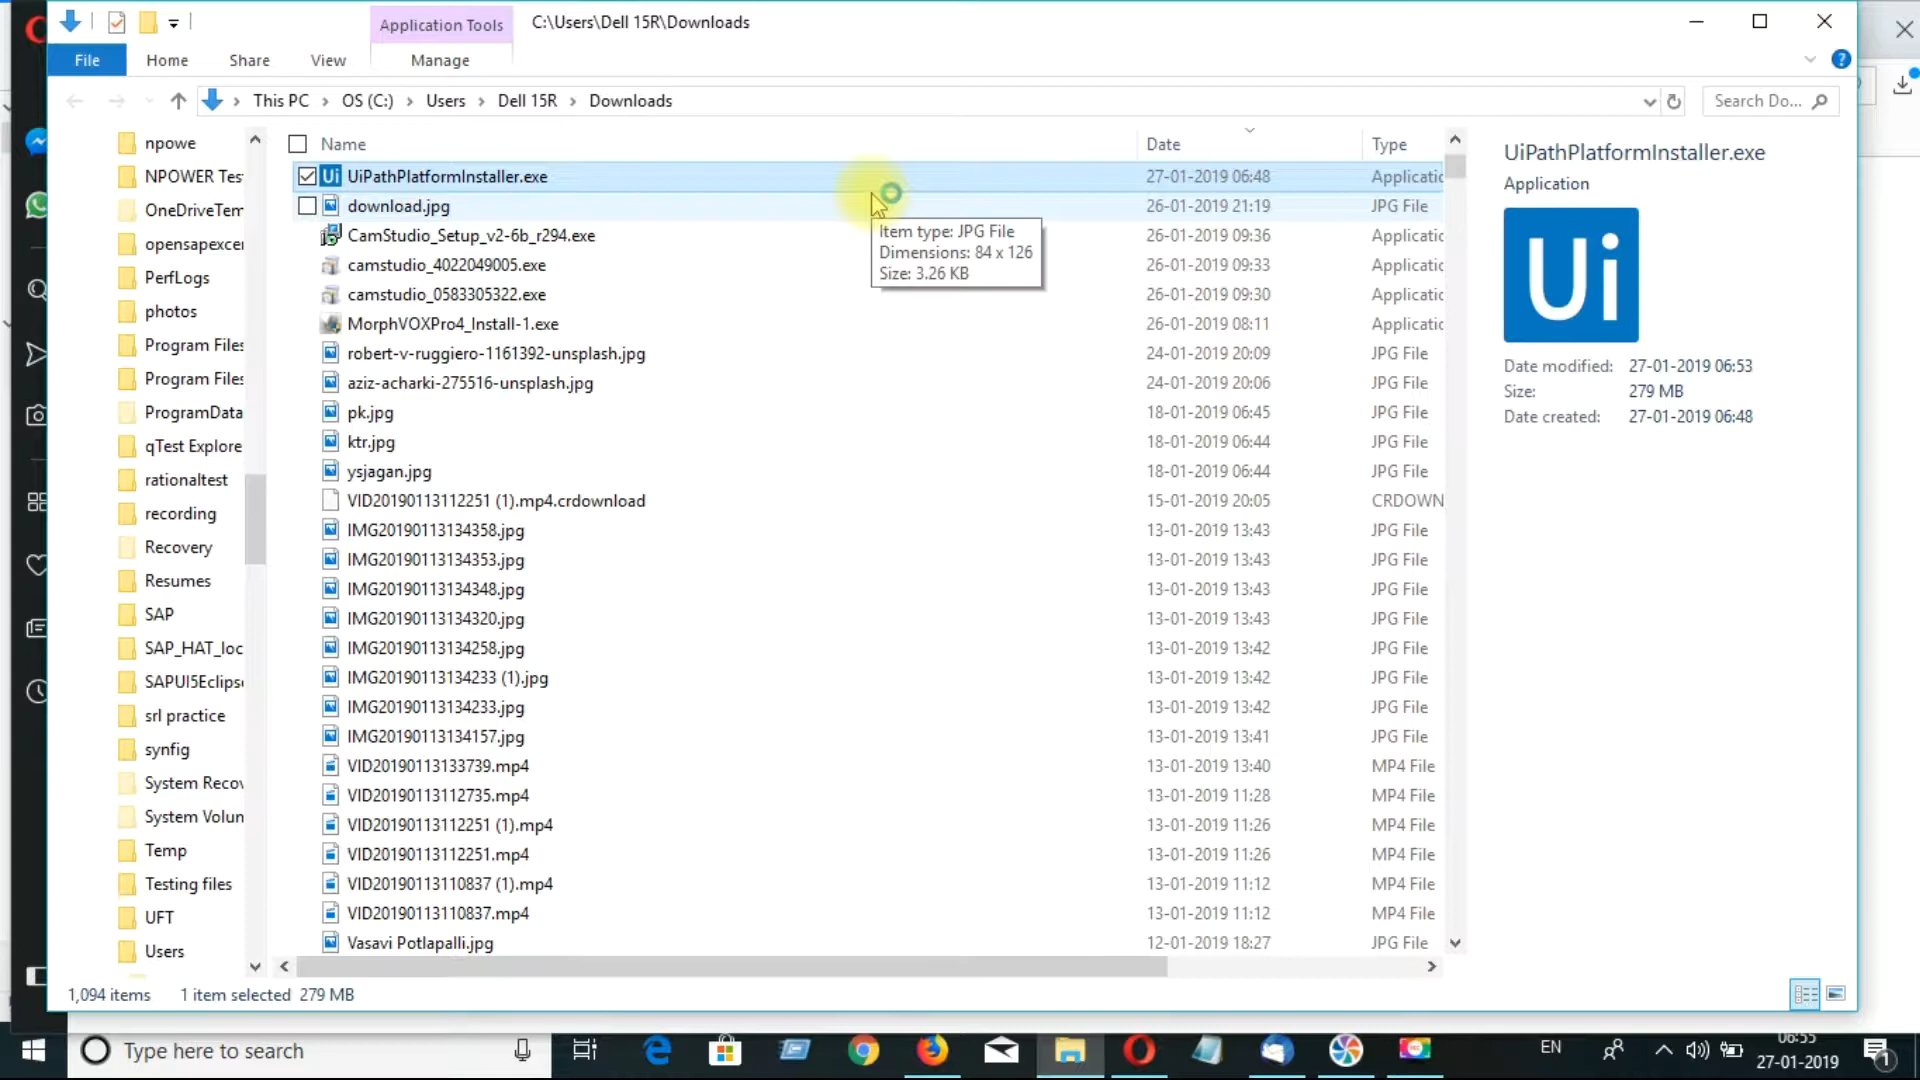 Application Tools
C:\Users\Dell 15R\Downloads
File
Home
Share
View
Manage
This PC
OS (C:)
Users
Dell 15R
Downloads
Search Do...
npowe
NPOWER Tes
OneDriveTem
opensapexcel
PerfLogs
photos
Program Files
Program Files
ProgramData
qTest Explore
rationaltest
recording
Recovery
Resumes
SAP
SAP_HAT_loc
SAPUI5Eclipse
srl practice
synfig
System Recov
System Volum
Temp
Testing files
UFT
Users
Name Date Type
UiPathPlatformInstaller.exe 27-01-2019 06:48 Applicatic
download.jpg 26-01-2019 21:19 JPG File
CamStudio_Setup_v2-6b_r294.exe 26-01-2019 09:36 Applicatic
camstudio_4022049005.exe 26-01-2019 09:33 Applicatic
camstudio_0583305322.exe 26-01-2019 09:30 Applicatic
MorphVOXPro4_Install-1.exe 26-01-2019 08:11 Applicatic
robert-v-ruggiero-1161392-unsplash.jpg 24-01-2019 20:09 JPG File
aziz-acharki-275516-unsplash.jpg 24-01-2019 20:06 JPG File
pk.jpg 18-01-2019 06:45 JPG File
ktr.jpg 18-01-2019 06:44 JPG File
ysjagan.jpg 18-01-2019 06:44 JPG File
VID20190113112251 (1).mp4.crdownload 15-01-2019 20:05 CRDOWN
IMG20190113134358.jpg 13-01-2019 13:43 JPG File
IMG20190113134353.jpg 13-01-2019 13:43 JPG File
IMG20190113134348.jpg 13-01-2019 13:43 JPG File
IMG20190113134320.jpg 13-01-2019 13:43 JPG File
IMG20190113134258.jpg 13-01-2019 13:42 JPG File
IMG20190113134233 (1).jpg 13-01-2019 13:42 JPG File
IMG20190113134233.jpg 13-01-2019 13:42 JPG File
IMG20190113134157.jpg 13-01-2019 13:41 JPG File
VID20190113133739.mp4 13-01-2019 13:40 MP4 File
VID20190113112735.mp4 13-01-2019 11:28 MP4 File
VID20190113112251 (1).mp4 13-01-2019 11:26 MP4 File
VID20190113112251.mp4 13-01-2019 11:26 MP4 File
VID20190113110837 (1).mp4 13-01-2019 11:12 MP4 File
VID20190113110837.mp4 13-01-2019 11:12 MP4 File
Vasavi Potlapalli.jpg 12-01-2019 18:27 JPG File
Item type: JPG File
Dimensions: 84 x 126
Size: 3.26 KB
UiPathPlatformInstaller.exe
Application
Ui
Date modified: 27-01-2019 06:53
Size: 279 MB
Date created: 27-01-2019 06:48
1,094 items 1 item selected 279 MB
Type here to search
EN
06:55
27-01-2019
1